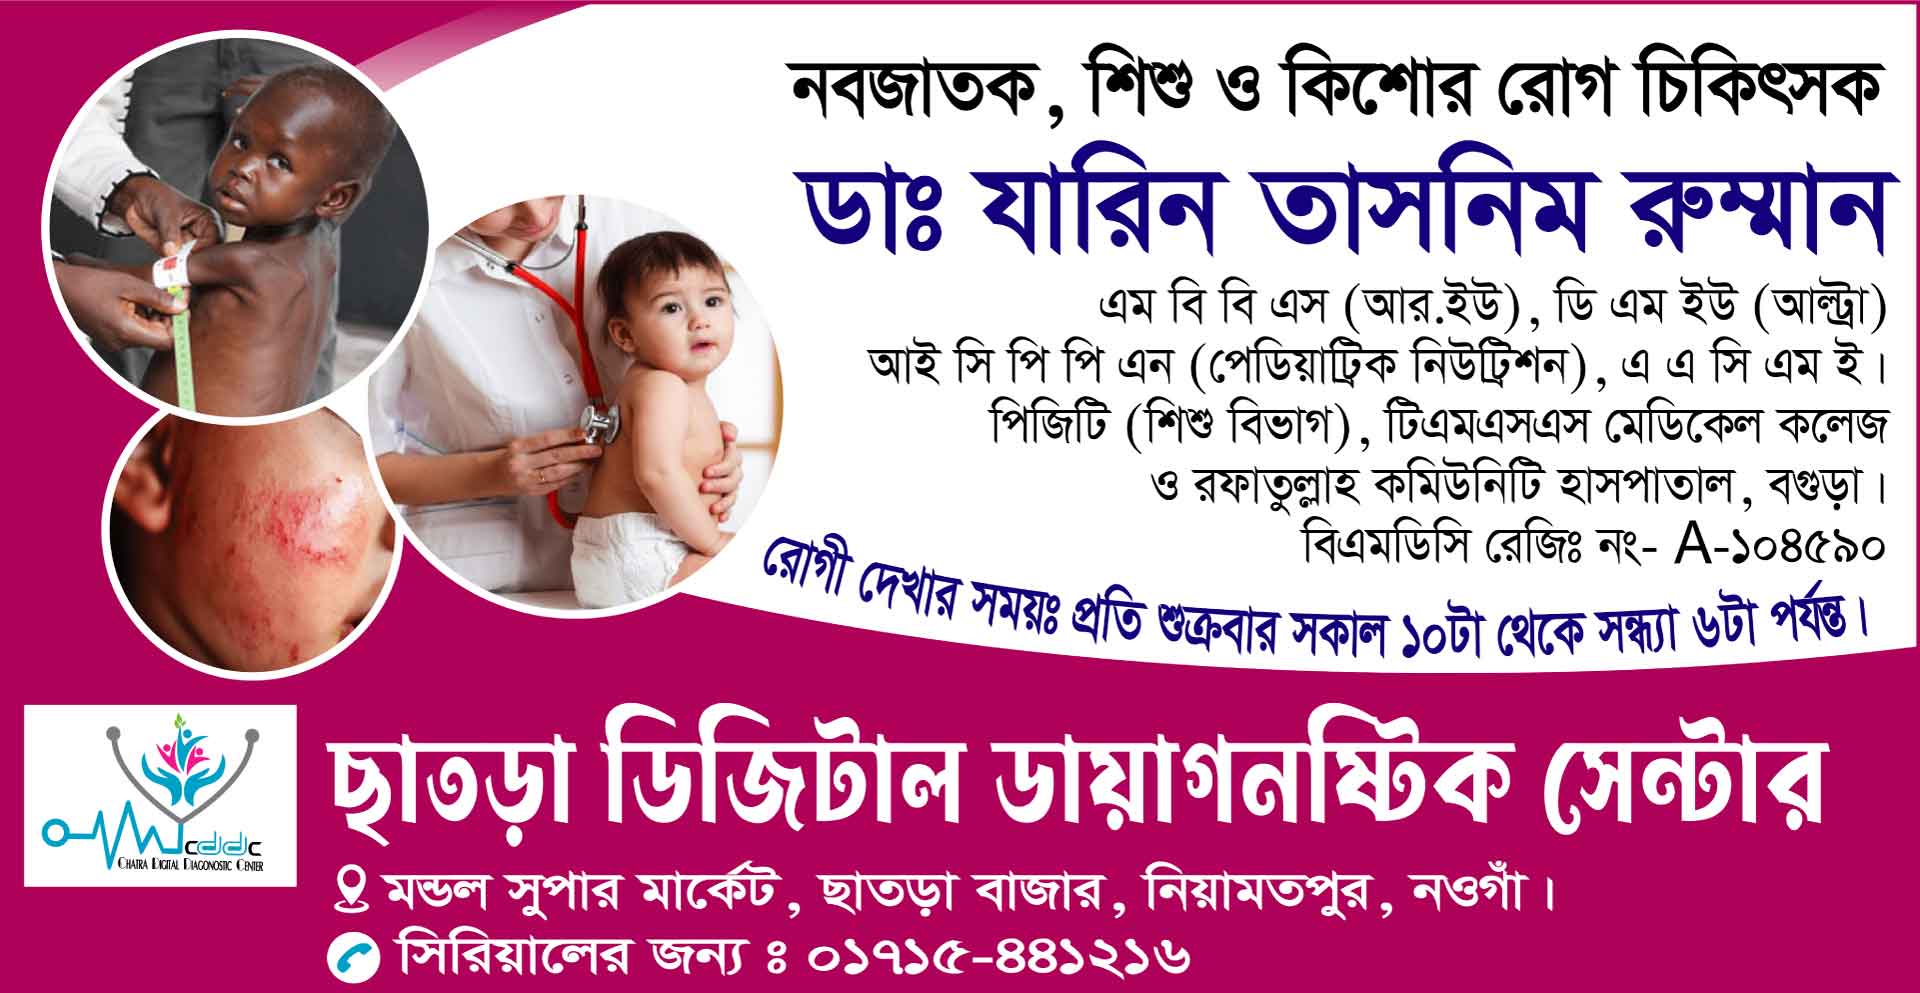 নবজাতক, শিশু ও কিশোর রোগ চিকিৎসক
ডাঃ যারিন তাসনিম রুম্মান
এম বি বি এস (আর.ইউ), ডি এম ইউ (আল্ট্রা)
আই সি পি পি এন (পেডিয়াট্রিক নিউট্রিশন), এ এ সি এম ই।
পিজিটি (শিশু বিভাগ), টিএমএসএস মেডিকেল কলেজ
ও রফাতুল্লাহ কমিউনিটি হাসপাতাল, বগুড়া।
বিএমডিসি রেজিঃ নং- A-১০৪৫৯০
রোগী দেখার সময়ঃ প্রতি শুক্রবার সকাল ১০টা থেকে সন্ধ্যা ৬টা পর্যন্ত।
ছাতড়া ডিজিটাল ডায়াগনষ্টিক সেন্টার
cddc
CHATRA DIGITAL DIAGONOSTIC CENTER
মন্ডল সুপার মার্কেট, ছাতড়া বাজার, নিয়ামতপুর, নওগাঁ।
সিরিয়ালের জন্য ঃ ০১৭১৫-৪৪১২১৬